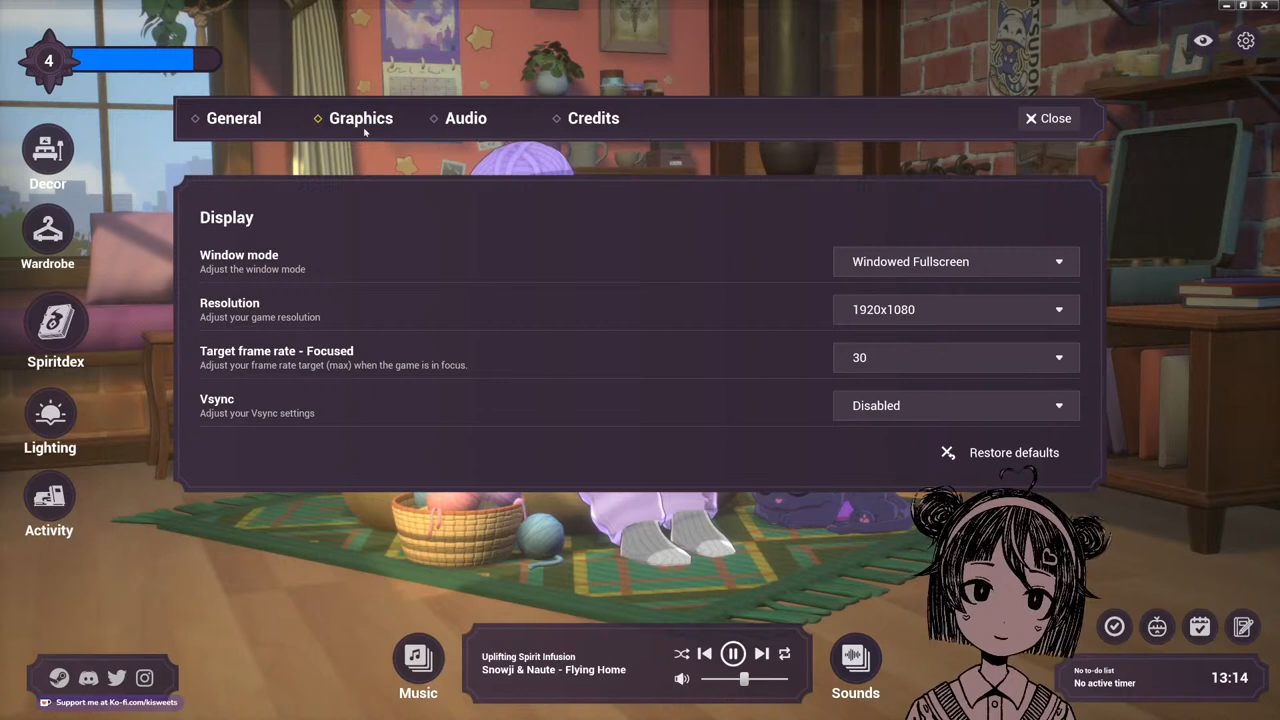 4
General
Graphics
Audio
Credits
Close
Decor
Wardrobe
Spiritdex
Lighting
Activity
Display
Window mode
Adjust the window mode
Windowed Fullscreen
Resolution
Adjust your game resolution
1920x1080
Target frame rate - Focused
Adjust your frame rate target (max) when the game is in focus.
30
Vsync
Adjust your Vsync settings
Disabled
Restore defaults
Music
Uplifting Spirit Infusion
Snowji & Naute - Flying Home
Sounds
No to-do list
No active timer
13:14
Support me at Ko-fi.com/kisweets